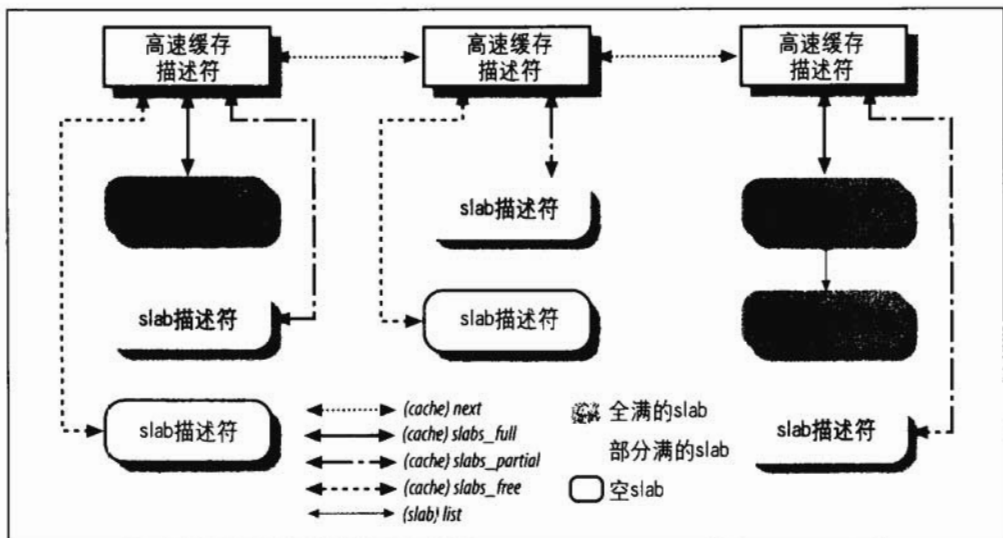 高速缓存
描述符
高速缓存
描述符
高速缓存
描述符
slab描述符
slab描述符
slab描述符
slab描述符
slab描述符
(cache) next
(cache) slabs_full
(cache) slabs_partial
(cache) slabs_free
(slab) list
全满的slab
部分满的slab
空slab